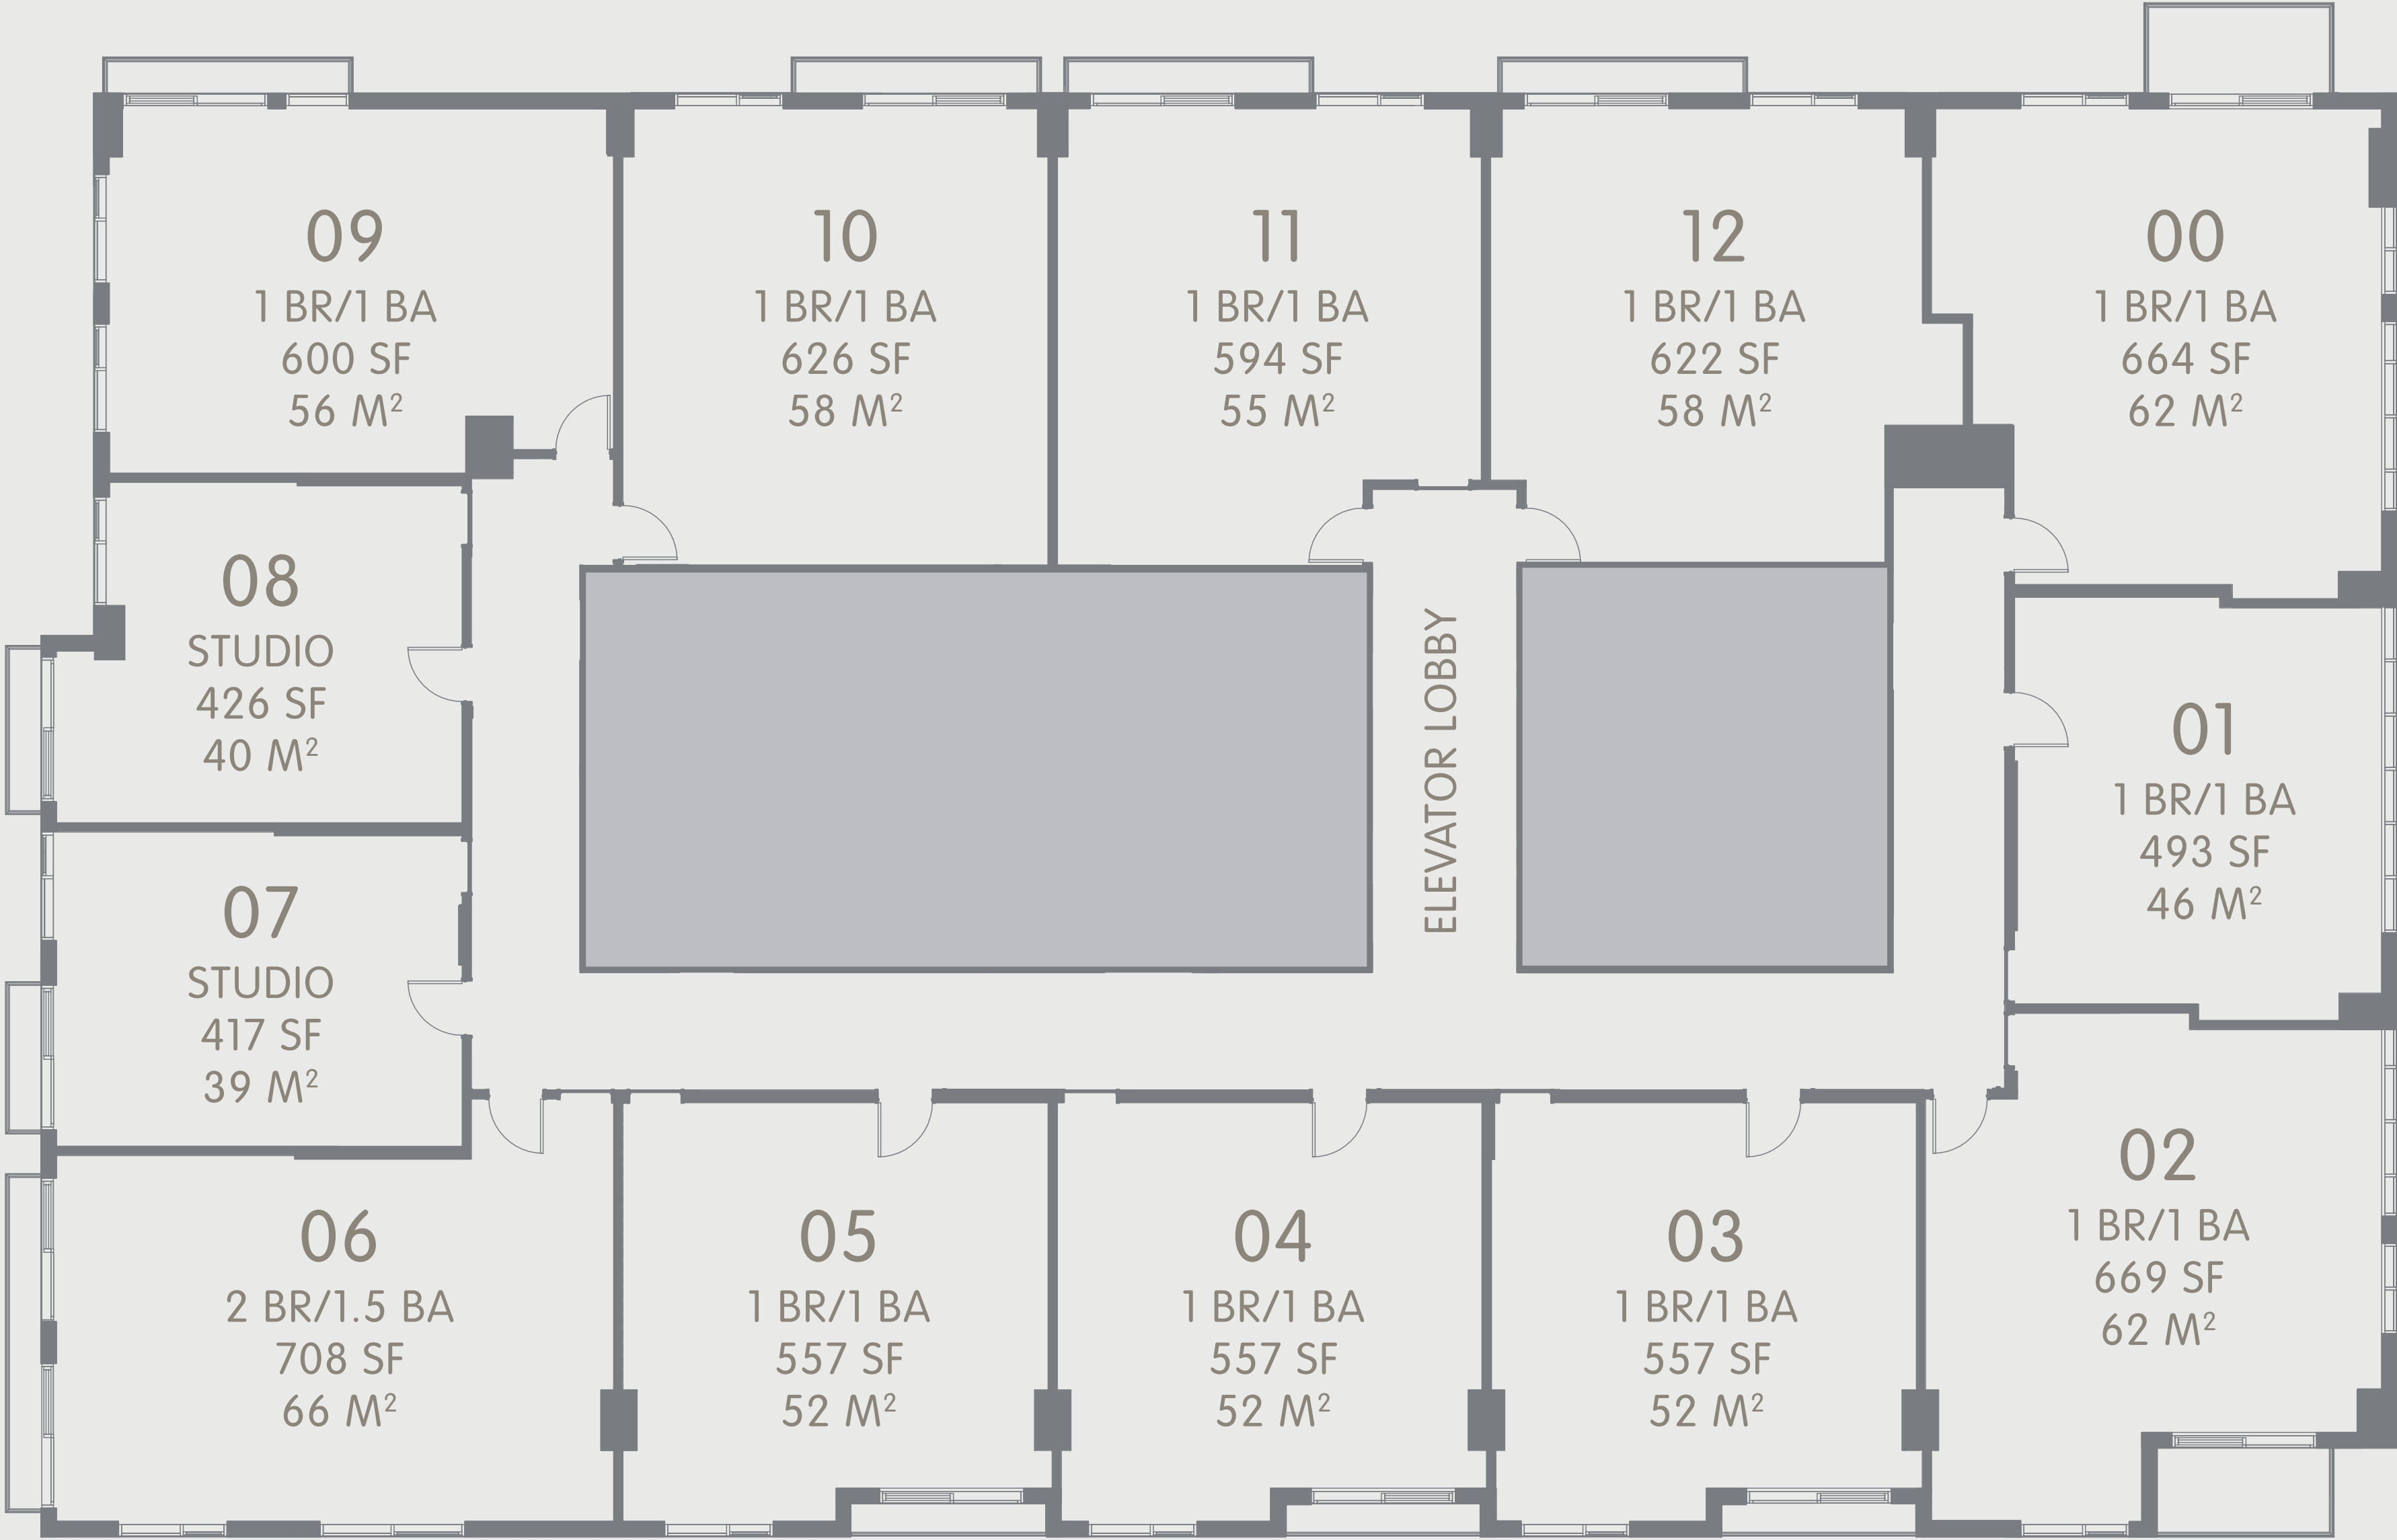 09
1 BR/1 BA
600 SF
56 M²
10
1 BR/1 BA
626 SF
58 M²
11
1 BR/1 BA
594 SF
55 M²
12
1 BR/1 BA
622 SF
58 M²
00
1 BR/1 BA
664 SF
62 M²
08
STUDIO
426 SF
40 M²
ELEVATOR LOBBY
01
1 BR/1 BA
493 SF
46 M²
07
STUDIO
417 SF
39 M²
06
2 BR/1.5 BA
708 SF
66 M²
05
1 BR/1 BA
557 SF
52 M²
04
1 BR/1 BA
557 SF
52 M²
03
1 BR/1 BA
557 SF
52 M²
02
1 BR/1 BA
669 SF
62 M²